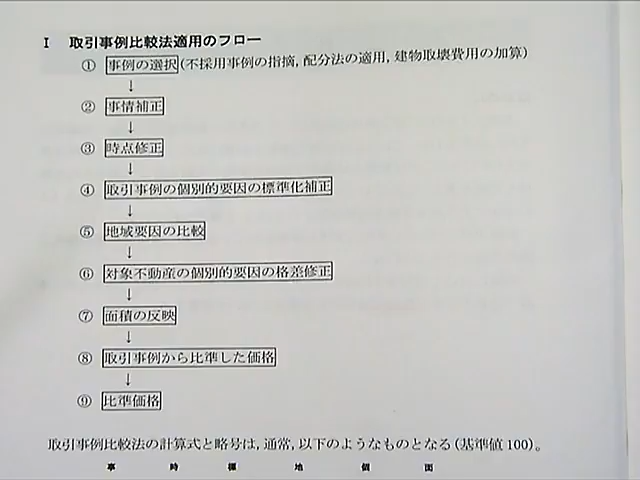 I 取引事例比較法適用のフロー
① 事例の選択(不採用事例の指摘, 配分法の適用, 建物取壊費用の加算)
↓
② 事情補正
↓
③ 時点修正
↓
④ 取引事例の個別的要因の標準化補正
↓
⑤ 地域要因の比較
↓
⑥ 対象不動産の個別的要因の格差修正
↓
⑦ 面積の反映
↓
⑧ 取引事例から比準した価格
↓
⑨ 比準価格
取引事例比較法の計算式と略号は, 通常, 以下のようなものとなる(基準値100)。
事 時 標 地 個 面